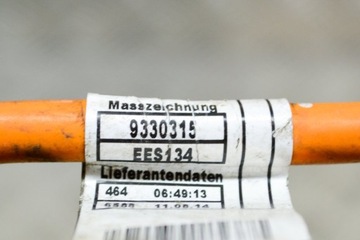 Masszeichnung
9330315
EES134
Lieferantendaten
464 06:49:13